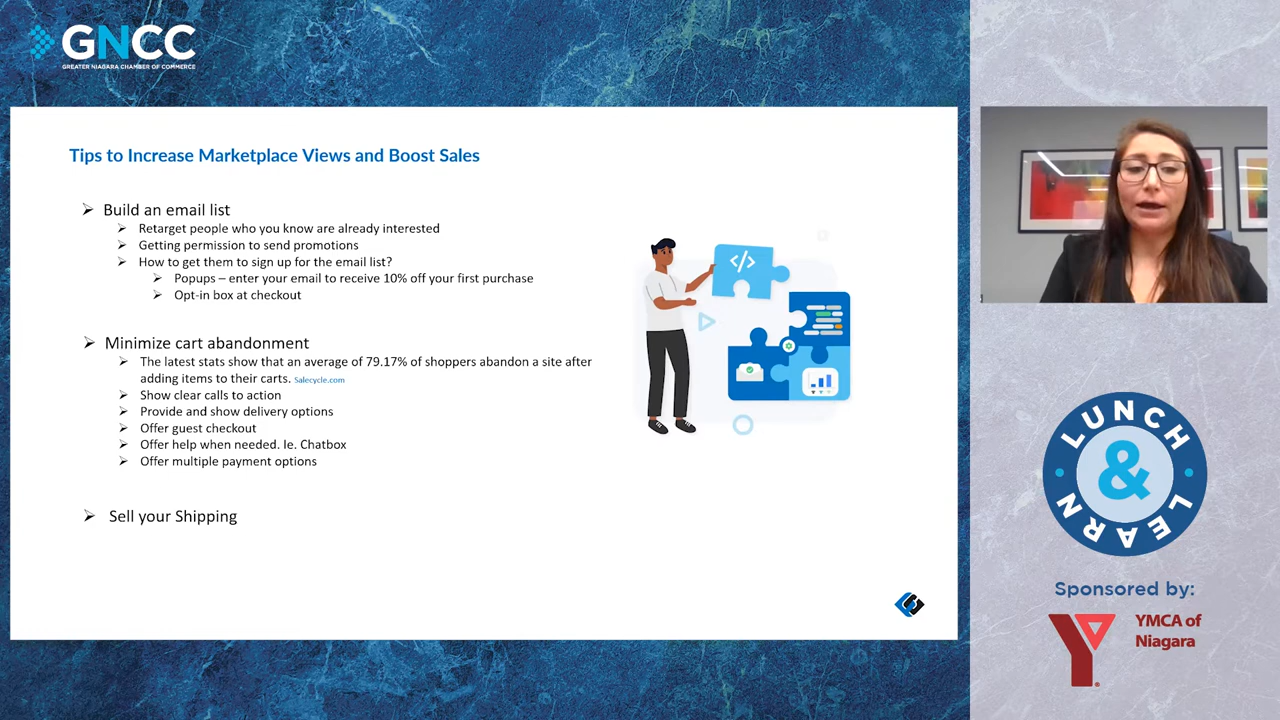 GNCC
GREATER NIAGARA CHAMBER OF COMMERCE
Tips to Increase Marketplace Views and Boost Sales
Build an email list
Retarget people who you know are already interested
Getting permission to send promotions
How to get them to sign up for the email list?
Popups – enter your email to receive 10% off your first purchase
Opt-in box at checkout
Minimize cart abandonment
The latest stats show that an average of 79.17% of shoppers abandon a site after
adding items to their carts. Salecycle.com
Show clear calls to action
Provide and show delivery options
Offer guest checkout
Offer help when needed. Ie. Chatbox
Offer multiple payment options
Sell your Shipping
</>
LUNCH
&
LEARN
Sponsored by:
YMCA of
Niagara